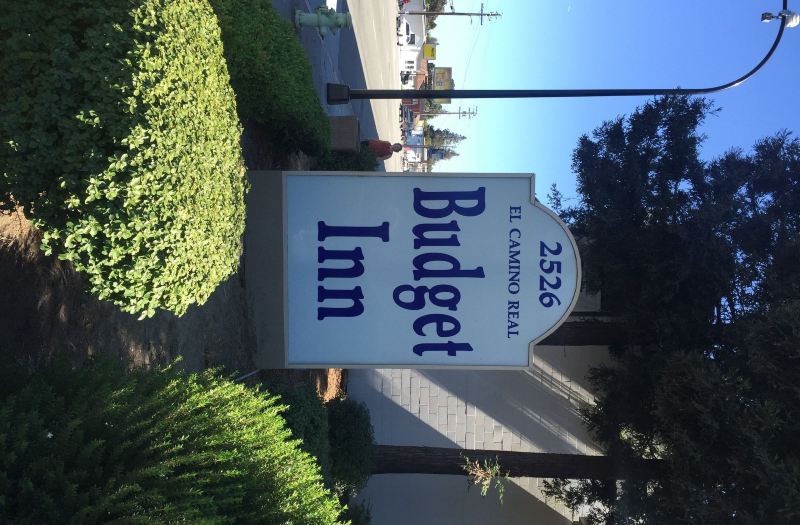 2526
EL CAMINO REAL
Budget
Inn